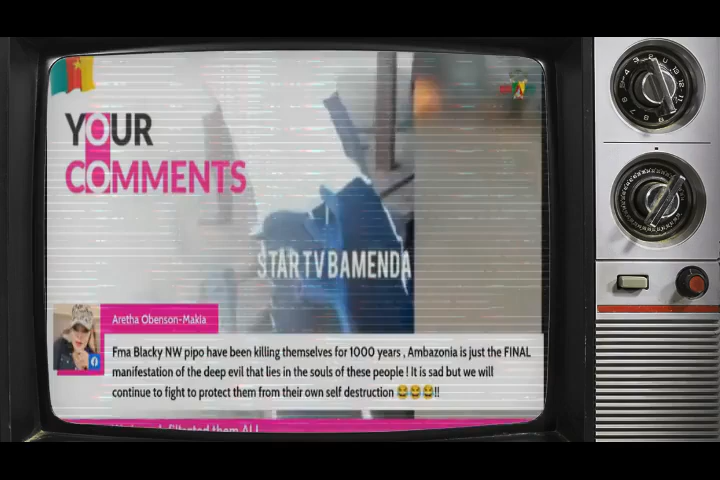 YOUR
COMMENTS
STAR TV BAMENDA
Aretha Obenson-Makia
Fma Blacky NW pipo have been killing themselves for 1000 years , Ambazonia is just the FINAL
manifestation of the deep evil that lies in the souls of these people ! It is sad but we will
continue to fight to protect them from their own self destruction 😂😂😂!!
them ALL